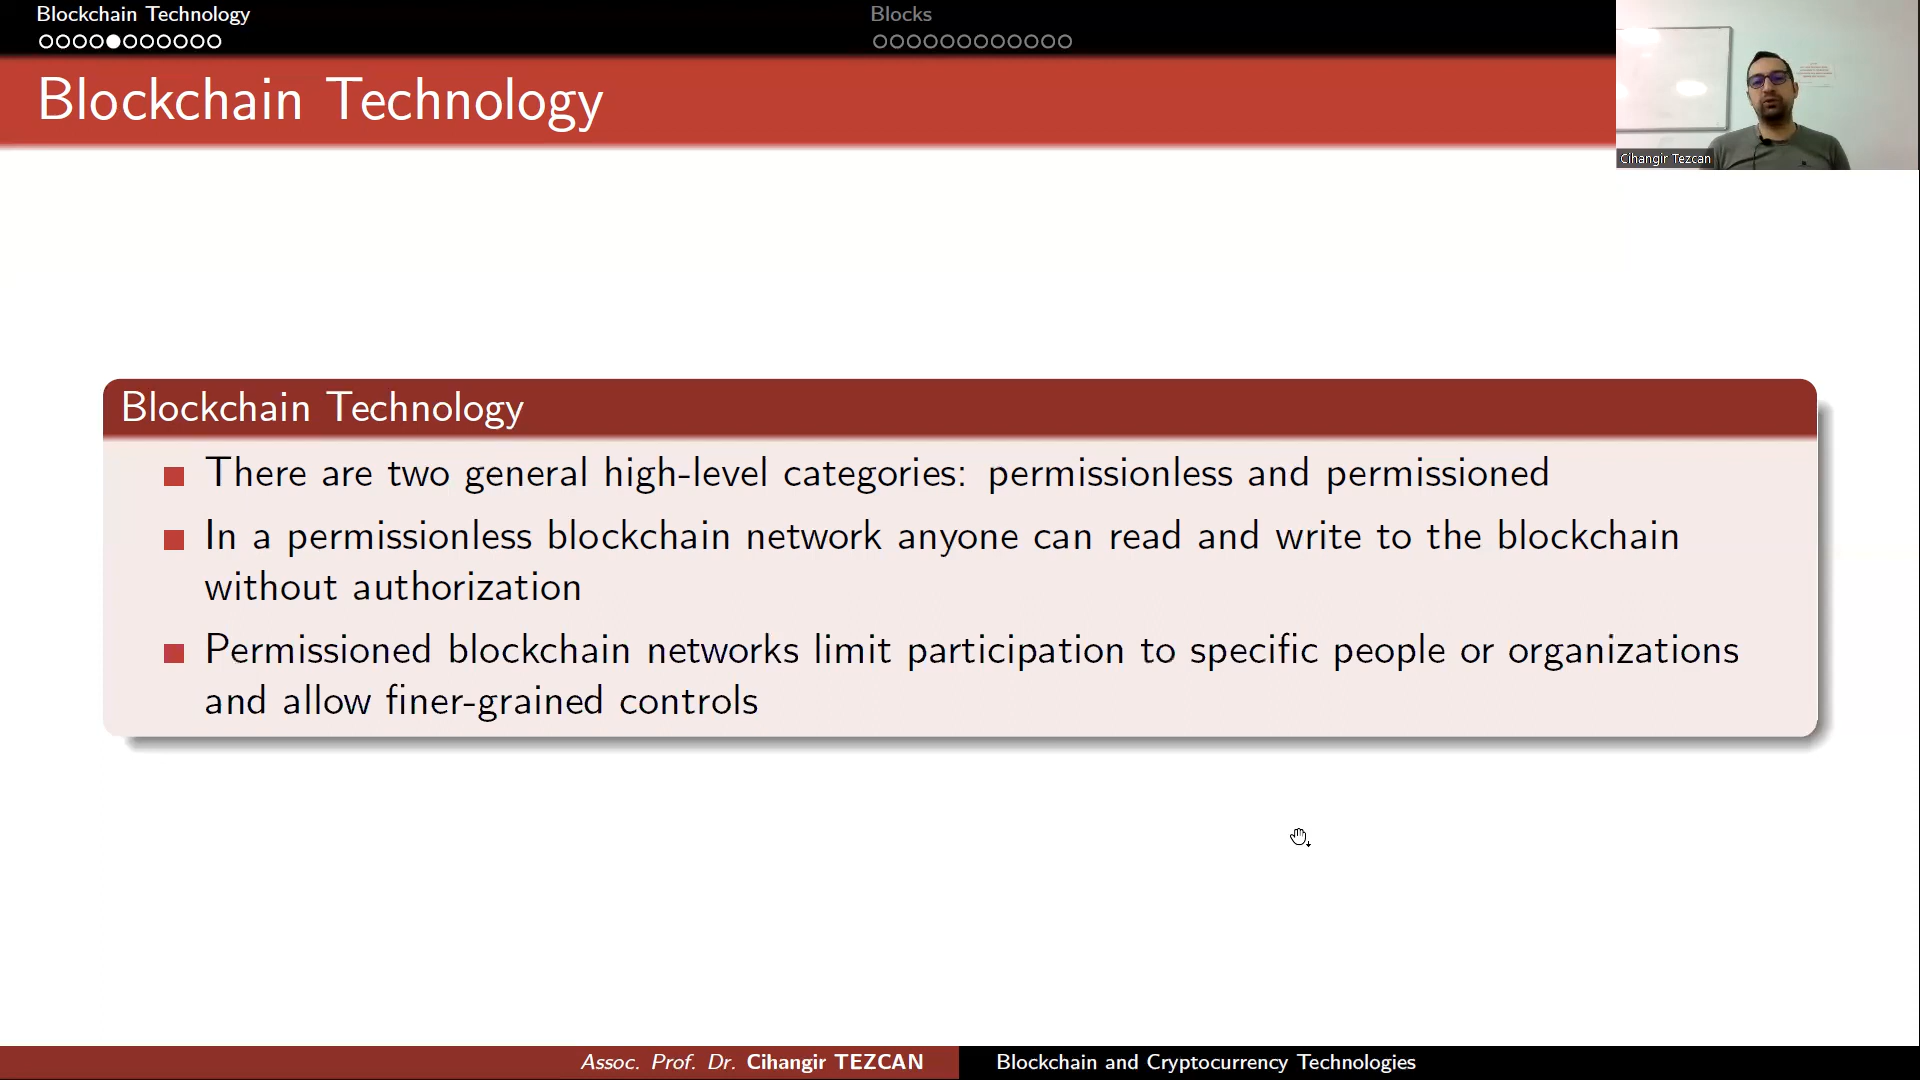 Blockchain Technology
Blocks
Blockchain Technology
Cihangir Tezcan
Blockchain Technology
There are two general high-level categories: permissionless and permissioned
In a permissionless blockchain network anyone can read and write to the blockchain
without authorization
Permissioned blockchain networks limit participation to specific people or organizations
and allow finer-grained controls
Assoc. Prof. Dr. Cihangir TEZCAN
Blockchain and Cryptocurrency Technologies